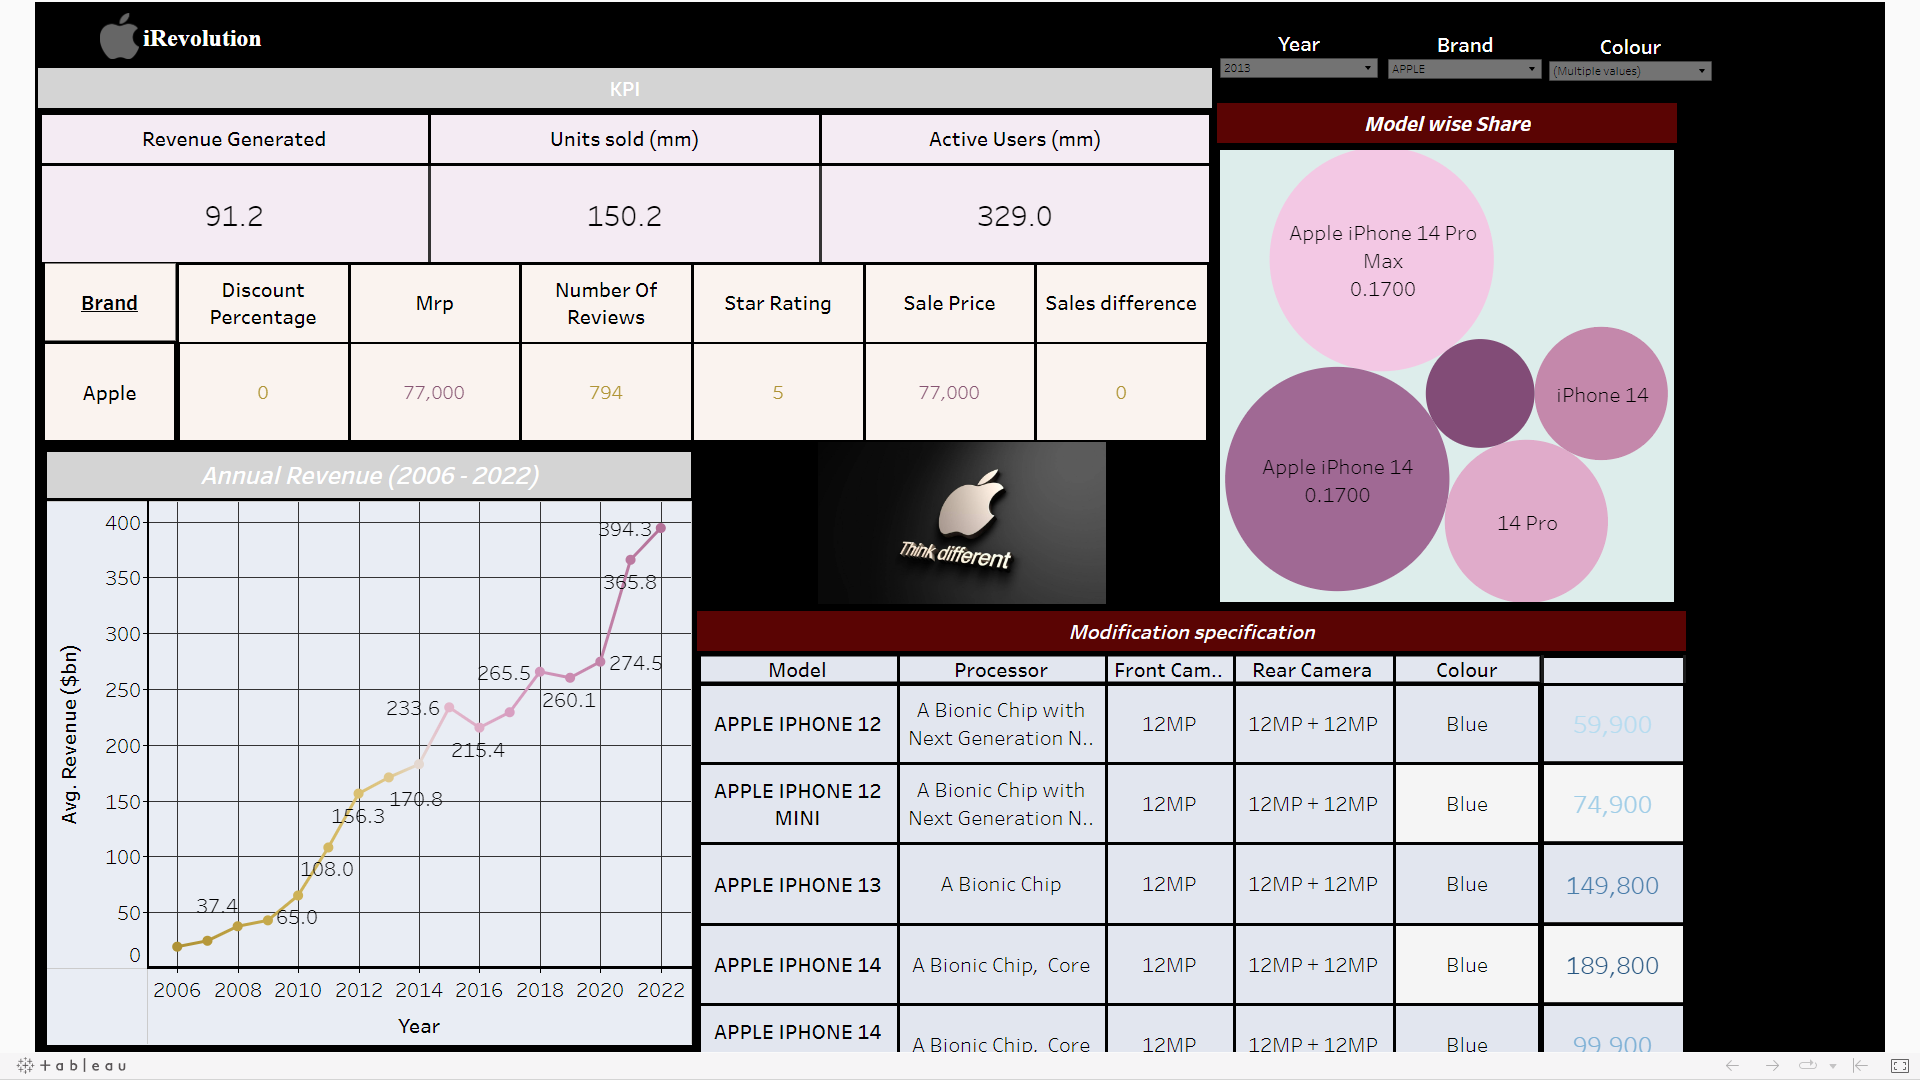 iRevolution
Year
Brand
Colour
2013
APPLE
(Multiple values)
KPI
Revenue Generated
Units sold (mm)
Active Users (mm)
91.2
150.2
329.0
Brand
Discount
Percentage
Mrp
Number Of
Reviews
Star Rating
Sale Price
Sales difference
Apple
0
77,000
794
5
77,000
0
Model wise Share
Apple iPhone 14 Pro
Max
0.1700
iPhone 14
Apple iPhone 14
0.1700
14 Pro
Annual Revenue (2006 - 2022)
Avg. Revenue ($bn)
400
350
300
250
200
150
100
50
0
394.3
365.8
274.5
265.5
260.1
233.6
215.4
170.8
156.3
108.0
65.0
37.4
2006
2008
2010
2012
2014
2016
2018
2020
2022
Year
Think different
Modification specification
Model
Processor
Front Cam..
Rear Camera
Colour
APPLE IPHONE 12
A Bionic Chip with
Next Generation N..
12MP
12MP + 12MP
Blue
59,900
APPLE IPHONE 12
MINI
A Bionic Chip with
Next Generation N..
12MP
12MP + 12MP
Blue
74,900
APPLE IPHONE 13
A Bionic Chip
12MP
12MP + 12MP
Blue
149,800
APPLE IPHONE 14
A Bionic Chip, Core
12MP
12MP + 12MP
Blue
189,800
APPLE IPHONE 14
A Bionic Chip, Core
12MP
12MP + 12MP
Blue
99,900
+ableau